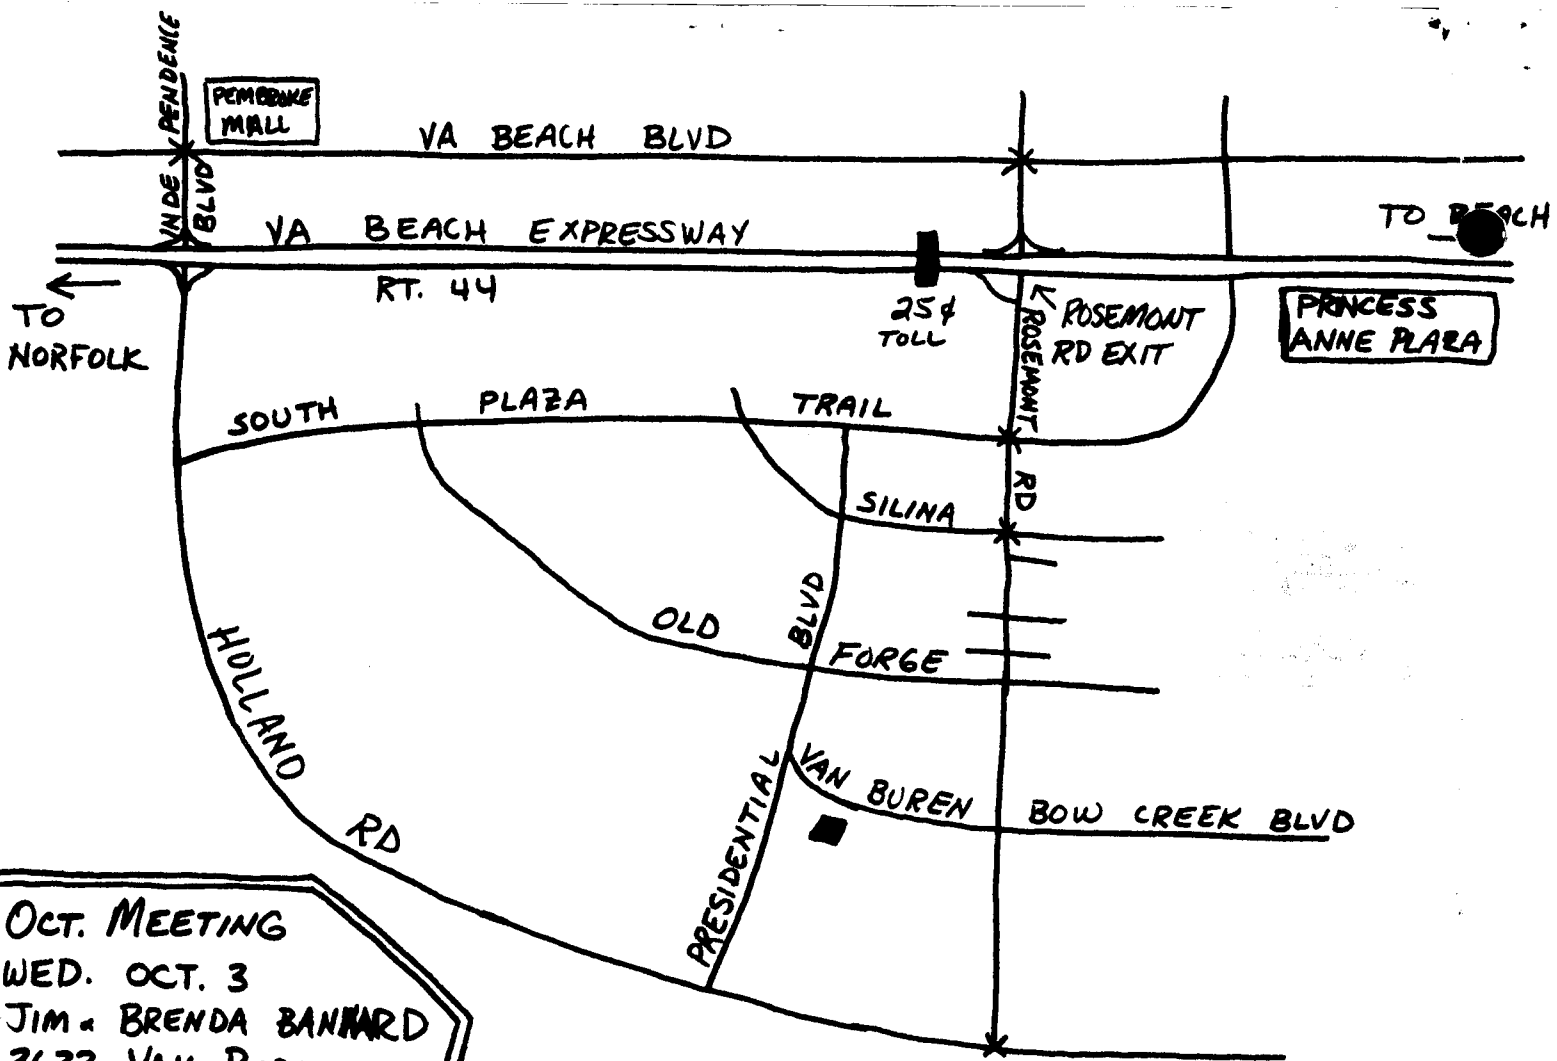 INDEPENDENCE
BLVD
PEMBROKE
MALL
VA BEACH BLVD
VA BEACH EXPRESSWAY
RT. 44
TO BEACH
TO
NORFOLK
25¢
TOLL
ROSEMONT
RD EXIT
PRINCESS
ANNE PLAZA
ROSEMONT RD
SOUTH PLAZA TRAIL
SILINA
OLD FORGE
HOLLAND RD
PRESIDENTIAL BLVD
VAN BUREN
BOW CREEK BLVD
OCT. MEETING
WED. OCT. 3
JIM & BRENDA
VAN